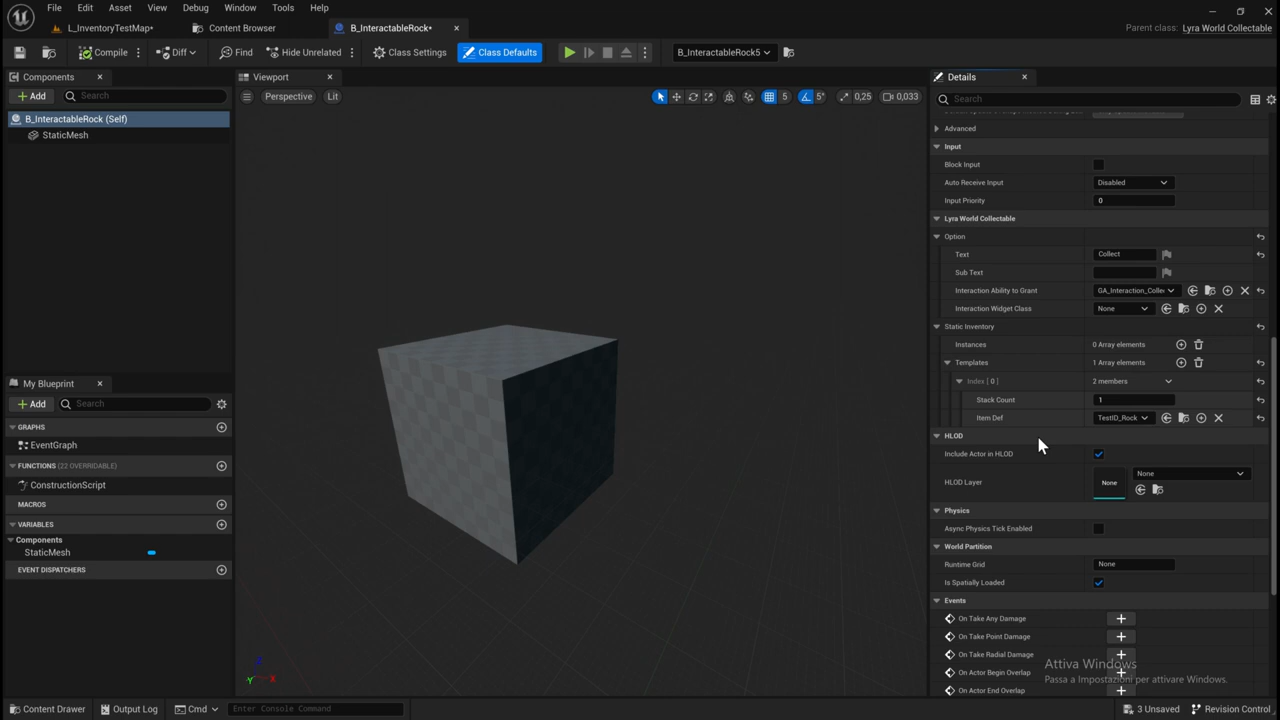 File Edit Asset View Debug Window Tools Help
L_InventoryTestMap* Content Browser B_InteractableRock* Parent class: Lyra World Collectable
Compile Diff Find Hide Unrelated Class Settings Class Defaults B_InteractableRock5
Components
Add Search
B_InteractableRock (Self)
StaticMesh
My Blueprint
Add Search
GRAPHS
EventGraph
FUNCTIONS (22 OVERRIDABLE)
ConstructionScript
MACROS
VARIABLES
Components
StaticMesh
EVENT DISPATCHERS
Viewport
Perspective Lit 5 5° 0,25 0,033
Z
Y X
Details
Search
Advanced
Input
Block Input
Auto Receive Input Disabled
Input Priority 0
Lyra World Collectable
Option
Text Collect
Sub Text
Interaction Ability to Grant GA_Interaction_Collec
Interaction Widget Class None
Static Inventory
Instances 0 Array elements
Templates 1 Array elements
Index [ 0 ] 2 members
Stack Count 1
Item Def TestID_Rock
HLOD
Include Actor in HLOD
HLOD Layer None None
Physics
Async Physics Tick Enabled
World Partition
Runtime Grid None
Is Spatially Loaded
Events
On Take Any Damage
On Take Point Damage
On Take Radial Damage
On Actor Begin Overlap
On Actor End Overlap
Attiva Windows
Passa a Impostazioni per attivare Windows.
Content Drawer Output Log Cmd Enter Console Command 3 Unsaved Revision Control